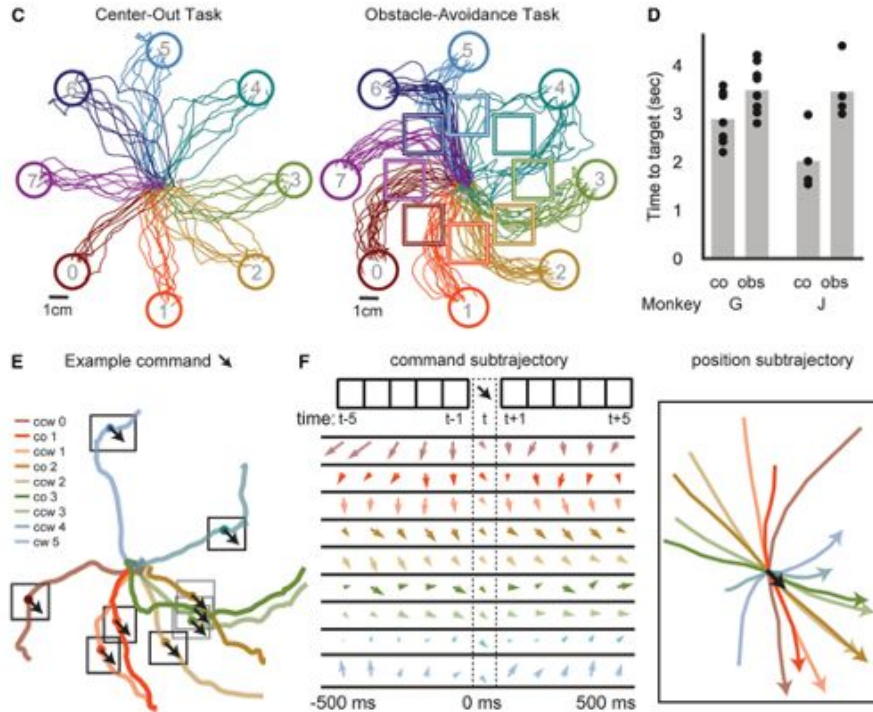 C
Center-Out Task
5
6
4
7
3
0
2
1
1cm
Obstacle-Avoidance Task
5
6
4
7
3
0
2
1
1cm
D
Time to target (sec)
4
3
2
1
0
co obs co obs
Monkey G J
E
Example command
ccw 0
co 1
ccw 1
co 2
ccw 2
co 3
ccw 3
ccw 4
cw 5
F
command subtrajectory
time: t-5 t-1 t t+1 t+5
-500 ms 0 ms 500 ms
position subtrajectory